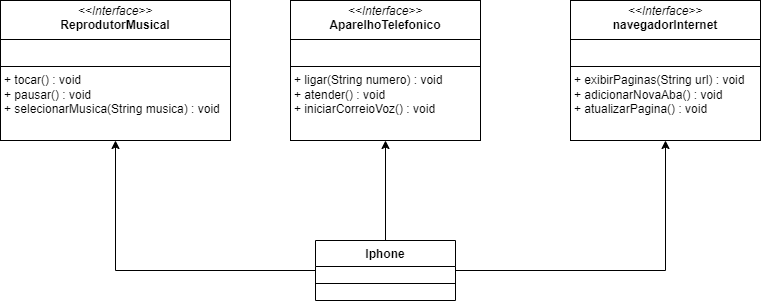 <<Interface>>
ReprodutorMusical
+ tocar() : void
+ pausar() : void
+ selecionarMusica(String musica) : void
<<Interface>>
AparelhoTelefonico
+ ligar(String numero) : void
+ atender() : void
+ iniciarCorreioVoz() : void
<<Interface>>
navegadorInternet
+ exibirPaginas(String url) : void
+ adicionarNovaAba() : void
+ atualizarPagina() : void
Iphone